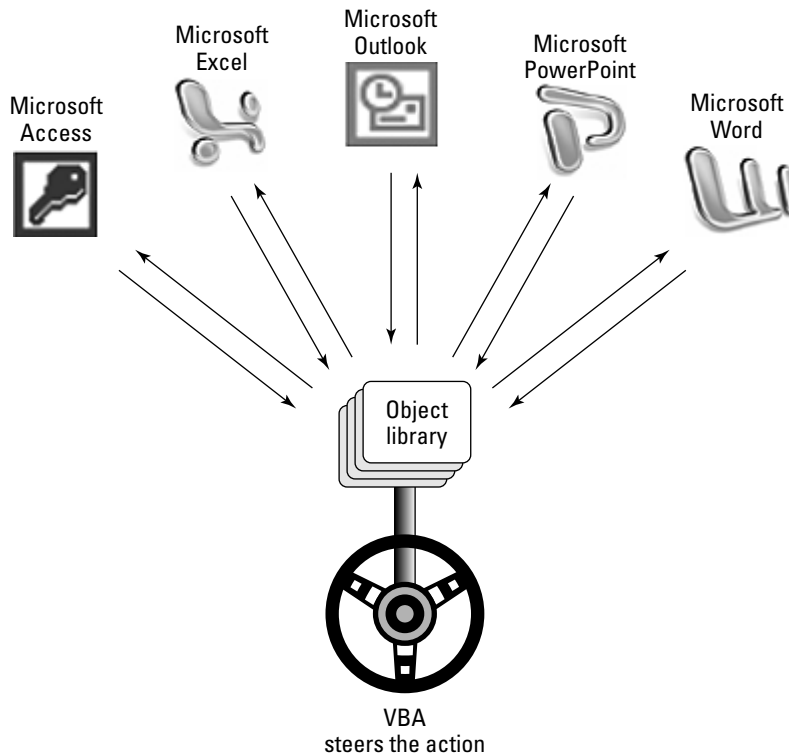 Microsoft
Access
Microsoft
Excel
Microsoft
Outlook
Microsoft
PowerPoint
Microsoft
Word
Object
library
VBA
steers the action